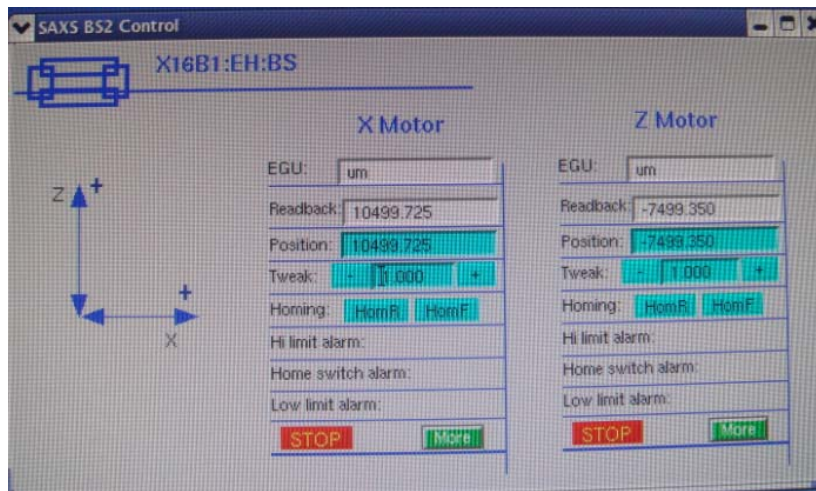 SAXS BS2 Control
X16B1:EH:BS
X Motor
EGU: um
Readback: 10499.725
Position: 10499.725
Tweak: - 1.000 +
Homing: HomR HomF
Hi limit alarm:
Home switch alarm:
Low limit alarm:
STOP More
Z Motor
EGU: um
Readback: -7499.350
Position: -7499.350
Tweak: - 1.000 +
Homing: HomR HomF
Hi limit alarm:
Home switch alarm:
Low limit alarm:
STOP More
Z +
+
X